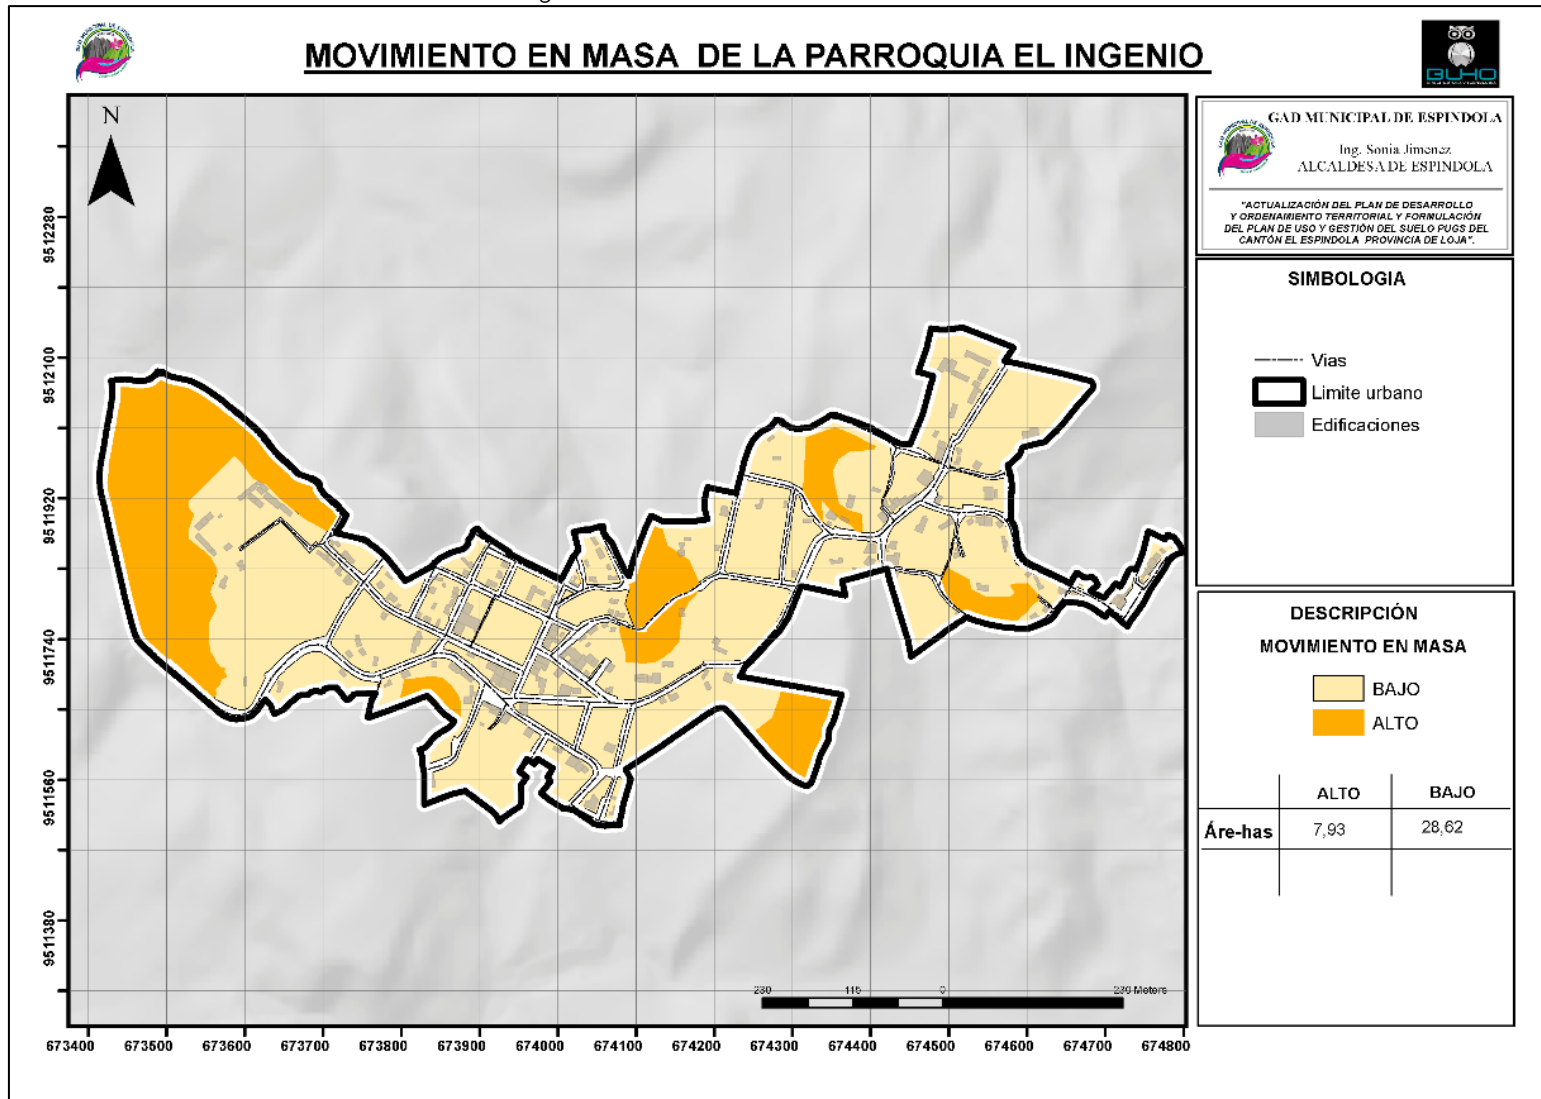 MOVIMIENTO EN MASA DE LA PARROQUIA EL INGENIO
BUHO
N
GAD MUNICIPAL DE ESPINDOLA
Ing. Sonia Jimenez
ALCALDESA DE ESPINDOLA
"ACTUALIZACIÓN DEL PLAN DE DESARROLLO
Y ORDENAMIENTO TERRITORIAL Y FORMULACIÓN
DEL PLAN DE USO Y GESTIÓN DEL SUELO PUGS DEL
CANTÓN EL ESPINDOLA PROVINCIA DE LOJA".
SIMBOLOGIA
Vias
Limite urbano
Edificaciones
DESCRIPCIÓN
MOVIMIENTO EN MASA
BAJO
ALTO
ALTO BAJO
Áre-has 7,93 28,62
9512280
9512100
9511920
9511740
9511560
9511380
230 115 0 230 Meters
673400 673500 673600 673700 673800 673900 674000 674100 674200 674300 674400 674500 674600 674700 674800